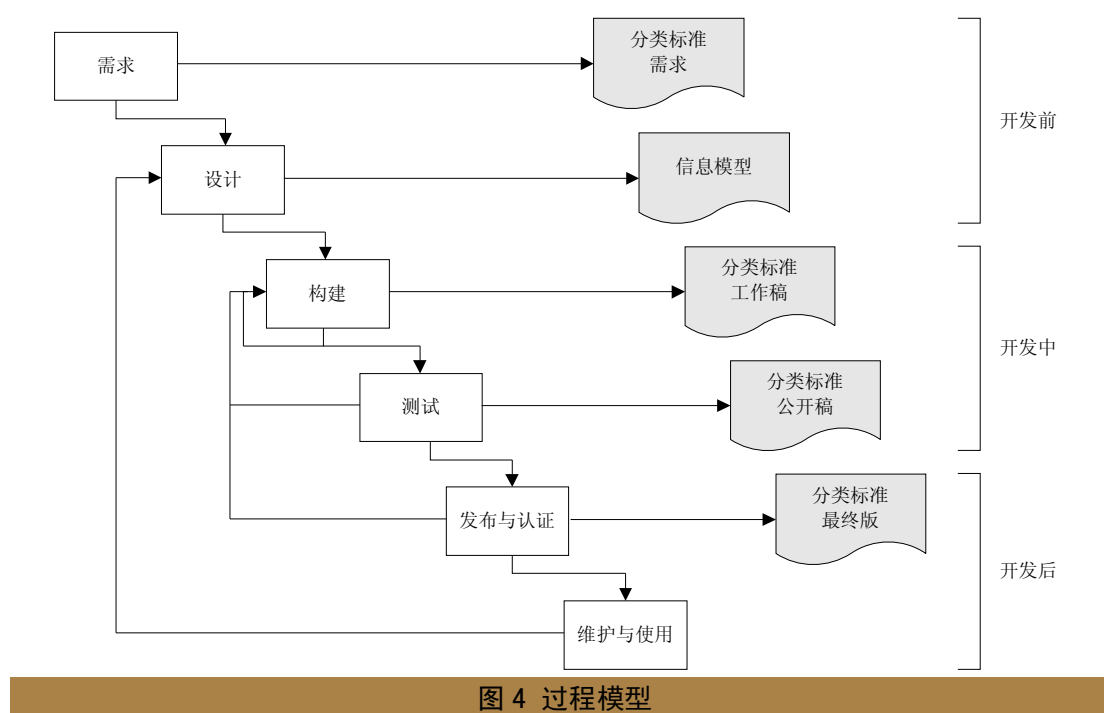 需求
分类标准
需求
开发前
设计
信息模型
构建
分类标准
工作稿
开发中
测试
分类标准
公开稿
发布与认证
分类标准
最终版
开发后
维护与使用
图 4 过程模型